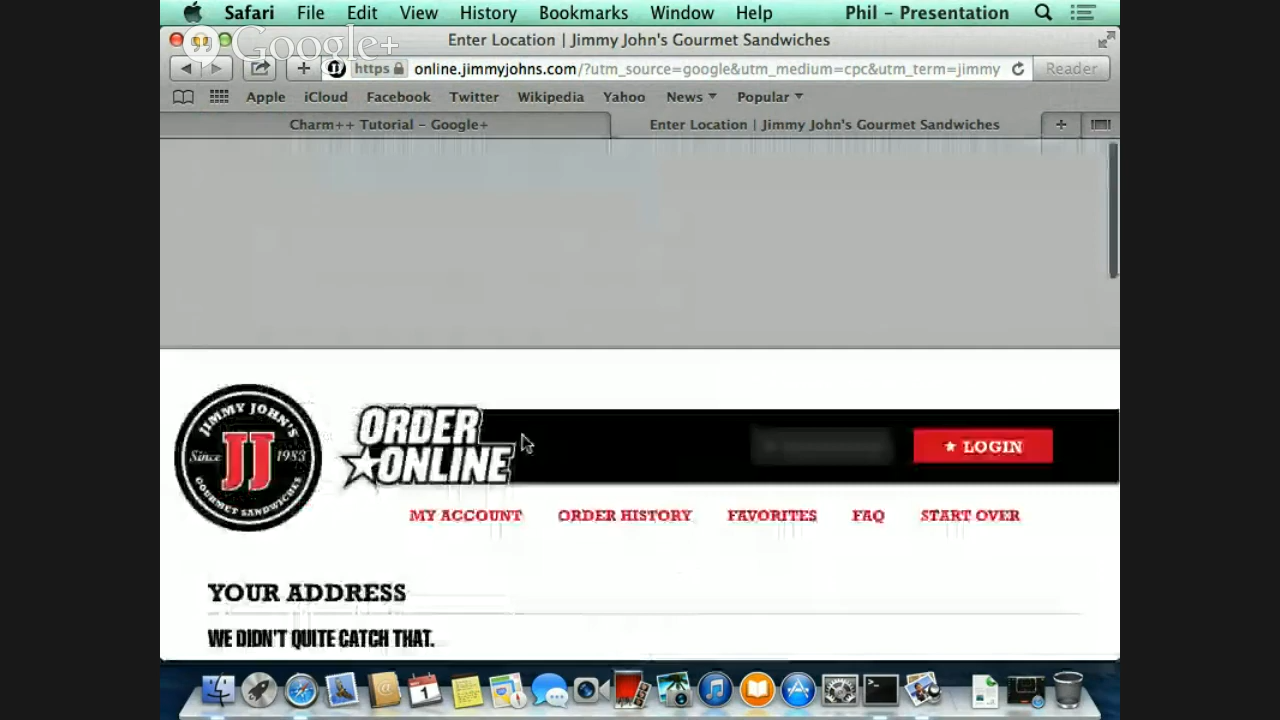 Safari File Edit View History Bookmarks Window Help Phil - Presentation
Google+
Enter Location | Jimmy John's Gourmet Sandwiches
https online.jimmyjohns.com/?utm_source=google&utm_medium=cpc&utm_term=jimmy Reader
Apple iCloud Facebook Twitter Wikipedia Yahoo News Popular
Charm++ Tutorial - Google+ Enter Location | Jimmy John's Gourmet Sandwiches
JIMMY JOHN'S
JJ
Since 1983
GOURMET SANDWICHES
ORDER
ONLINE
LOGIN
MY ACCOUNT ORDER HISTORY FAVORITES FAQ START OVER
YOUR ADDRESS
WE DIDN'T QUITE CATCH THAT.
1